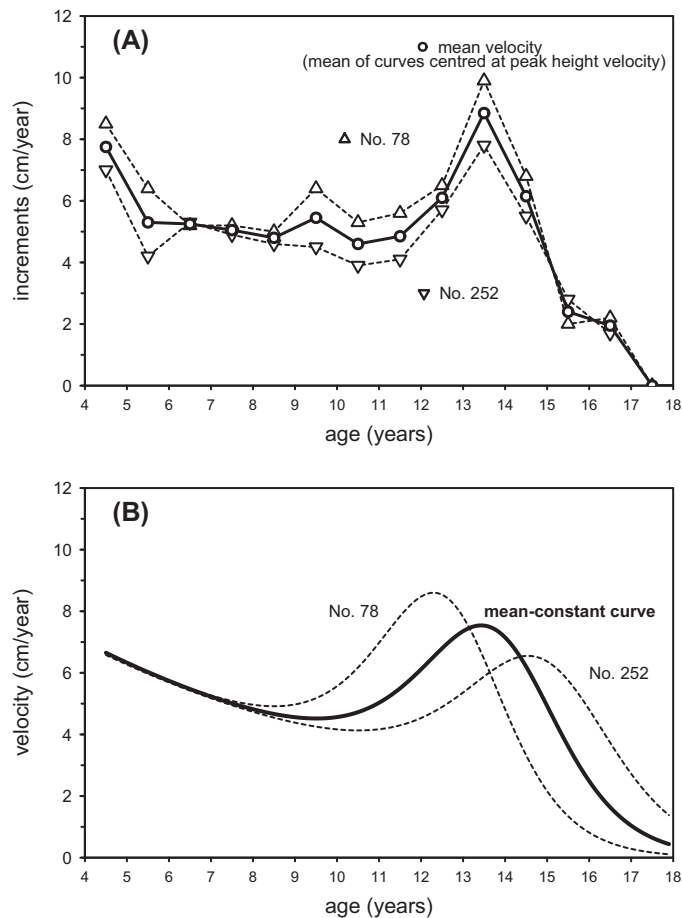 12
(A)
mean velocity
(mean of curves centred at peak height velocity)
10
No. 78
8
6
4
No. 252
2
0
increments (cm/year)
4 5 6 7 8 9 10 11 12 13 14 15 16 17 18
age (years)
12
(B)
10
No. 78
mean-constant curve
8
No. 252
6
4
2
0
velocity (cm/year)
4 5 6 7 8 9 10 11 12 13 14 15 16 17 18
age (years)